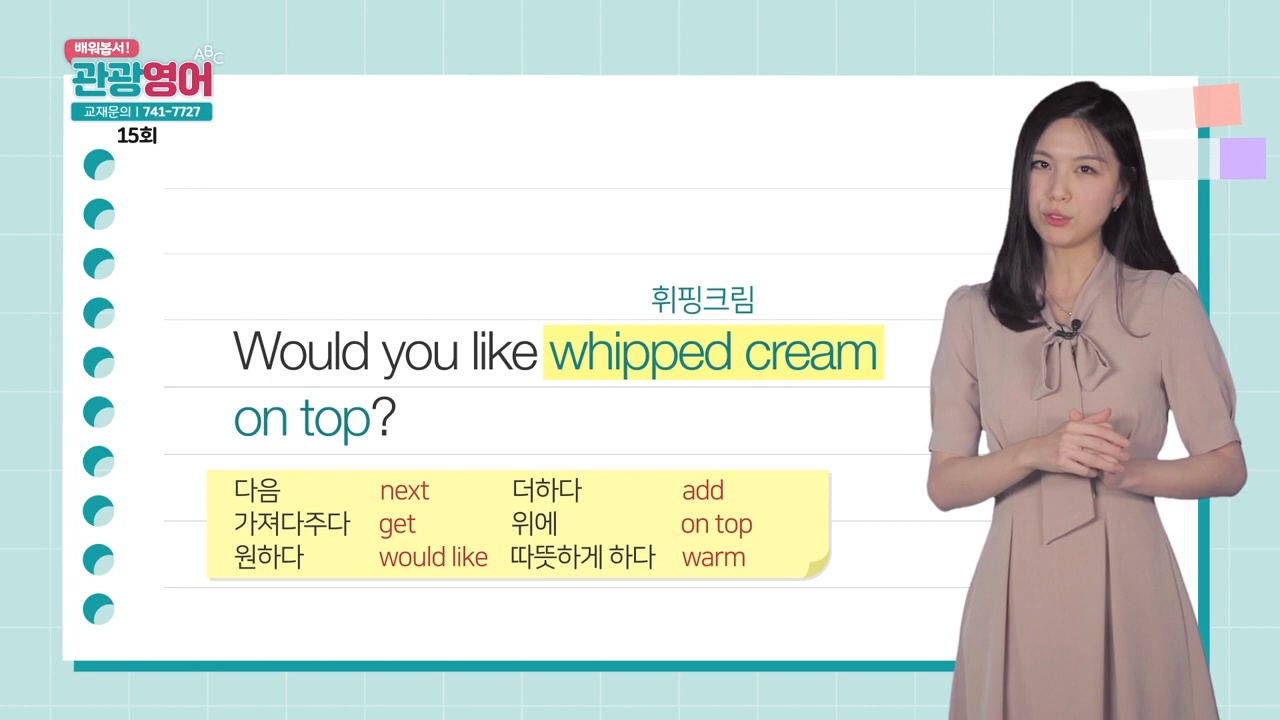 배워봅서!
ABC
관광영어
교재문의 | 741-7727
15회
휘핑크림
Would you like whipped cream
on top?
다음 next 더하다 add
가져다주다 get 위에 on top
원하다 would like 따뜻하게 하다 warm